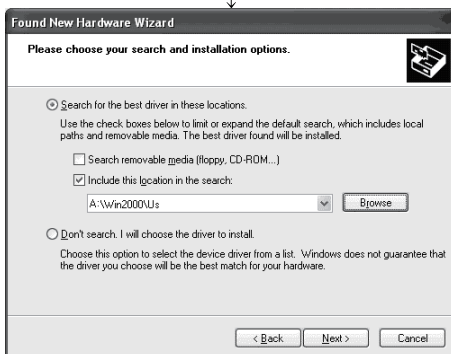 Found New Hardware Wizard
Please choose your search and installation options.
Search for the best driver in these locations.
Use the check boxes below to limit or expand the default search, which includes local
paths and removable media. The best driver found will be installed.
Search removable media (floppy, CD-ROM...)
Include this location in the search:
A:\Win2000\Us
Browse
Don't search. I will choose the driver to install.
Choose this option to select the device driver from a list. Windows does not guarantee that
the driver you choose will be the best match for your hardware.
< Back Next > Cancel